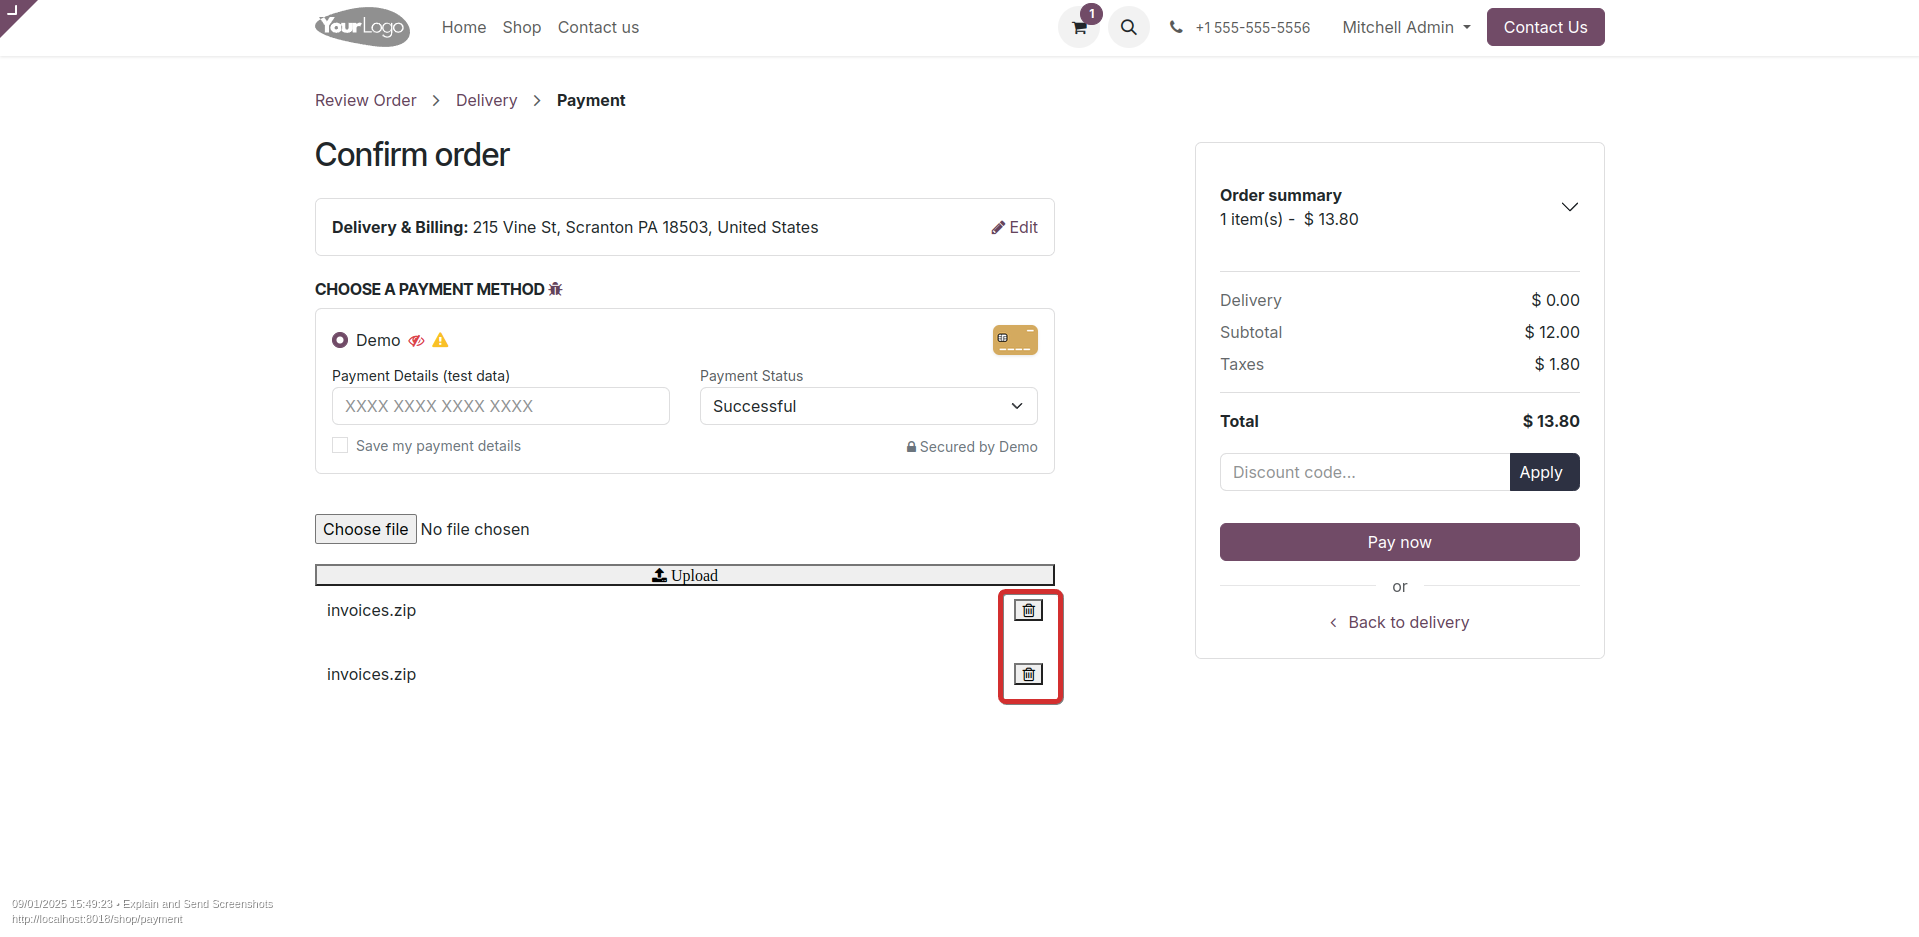 YourLogo
Home Shop Contact us
1
+1 555-555-5556
Mitchell Admin
Contact Us
Review Order > Delivery > Payment
Confirm order
Delivery & Billing: 215 Vine St, Scranton PA 18503, United States
Edit
CHOOSE A PAYMENT METHOD
Demo
Payment Details (test data)
Payment Status
XXXX XXXX XXXX XXXX
Successful
Save my payment details
Secured by Demo
Choose file No file chosen
Upload
invoices.zip
invoices.zip
Order summary
1 item(s) - $ 13.80
Delivery $ 0.00
Subtotal $ 12.00
Taxes $ 1.80
Total $ 13.80
Discount code...
Apply
Pay now
or
Back to delivery
09/01/2025 15:49:23 • Explain and Send Screenshots
http://localhost:8018/shop/payment